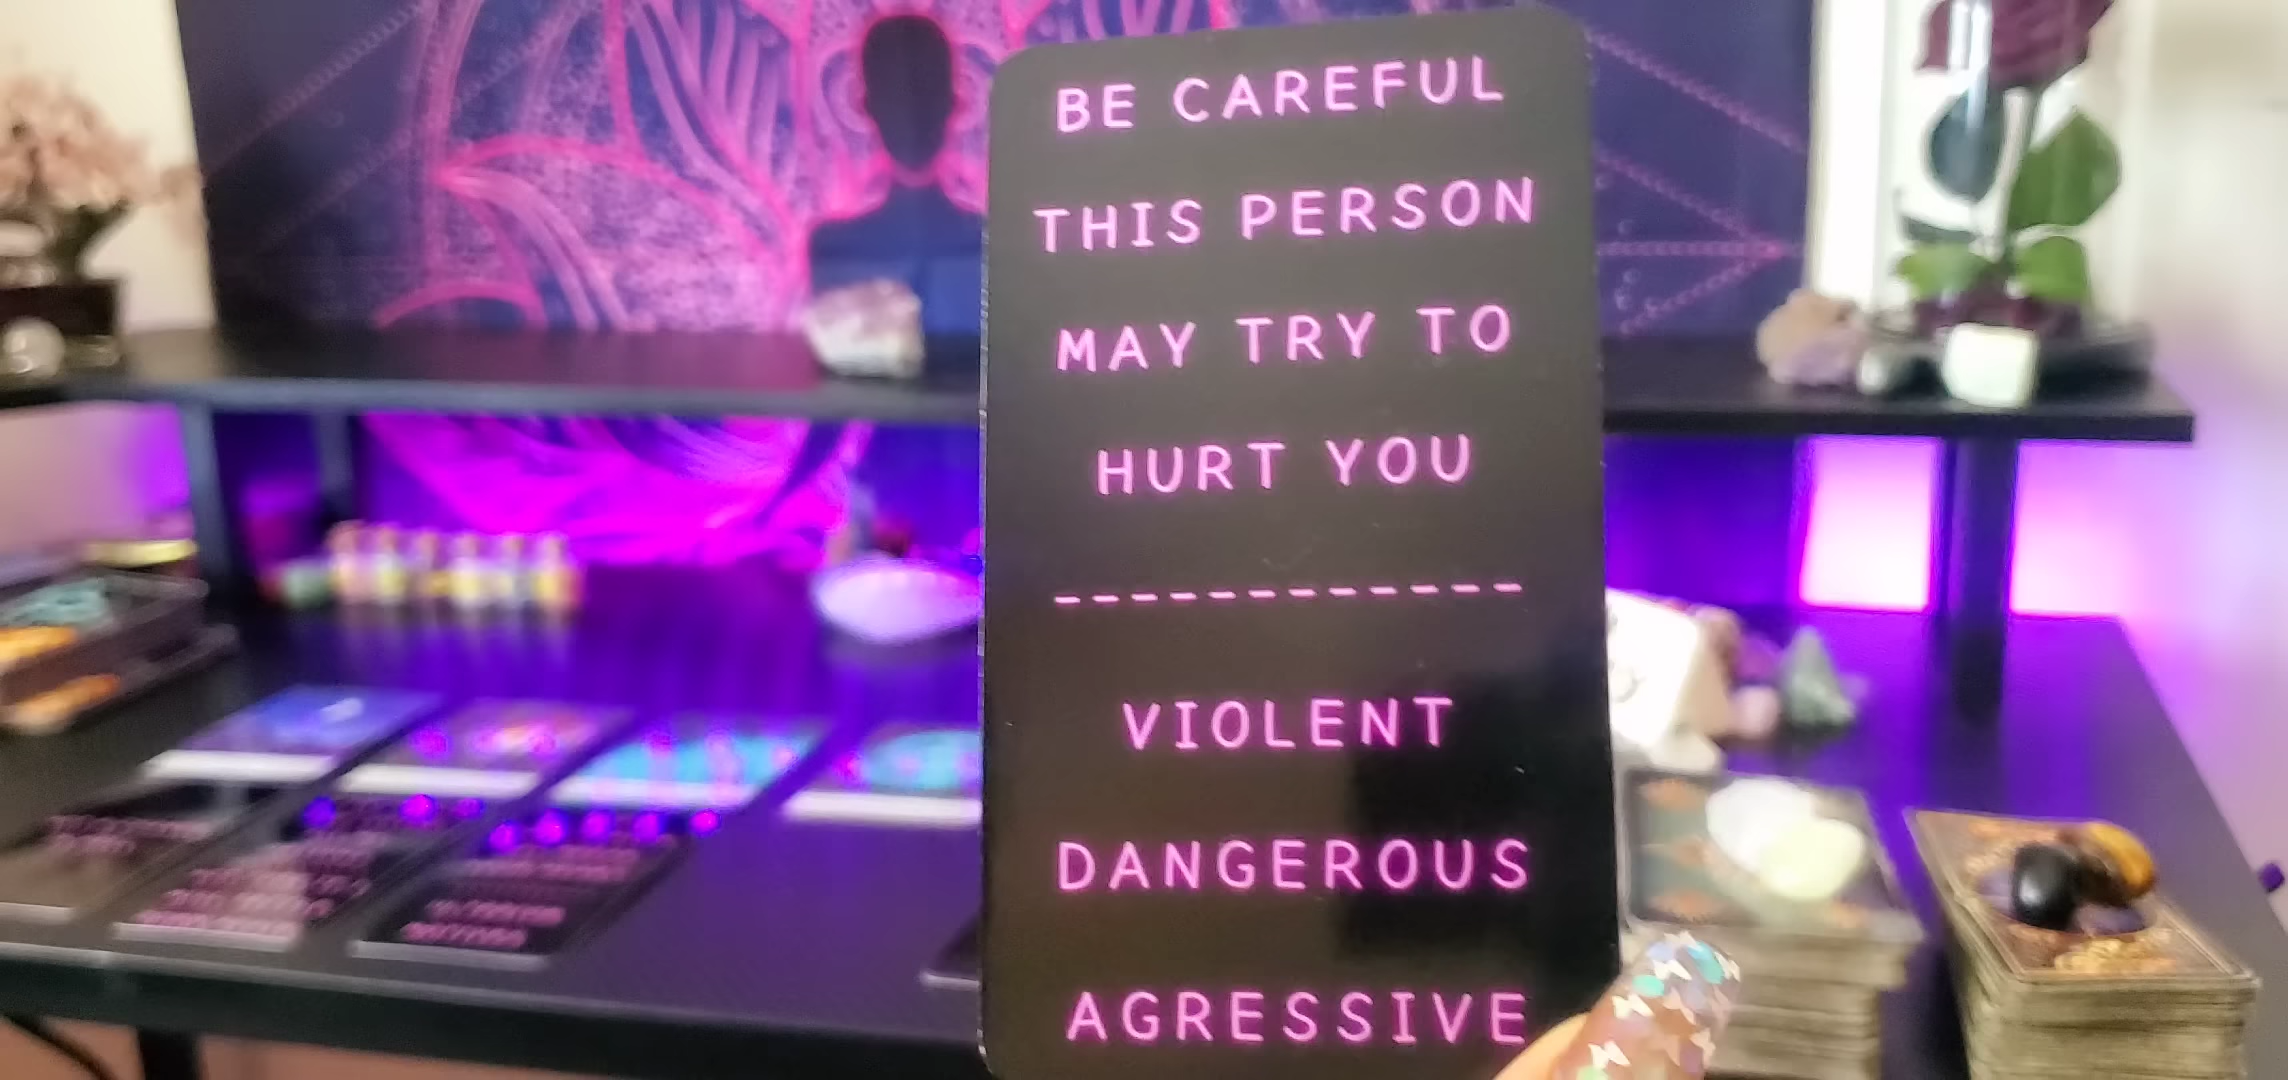 BE CAREFUL
THIS PERSON
MAY TRY TO
HURT YOU
-------------
VIOLENT
DANGEROUS
AGRESSIVE